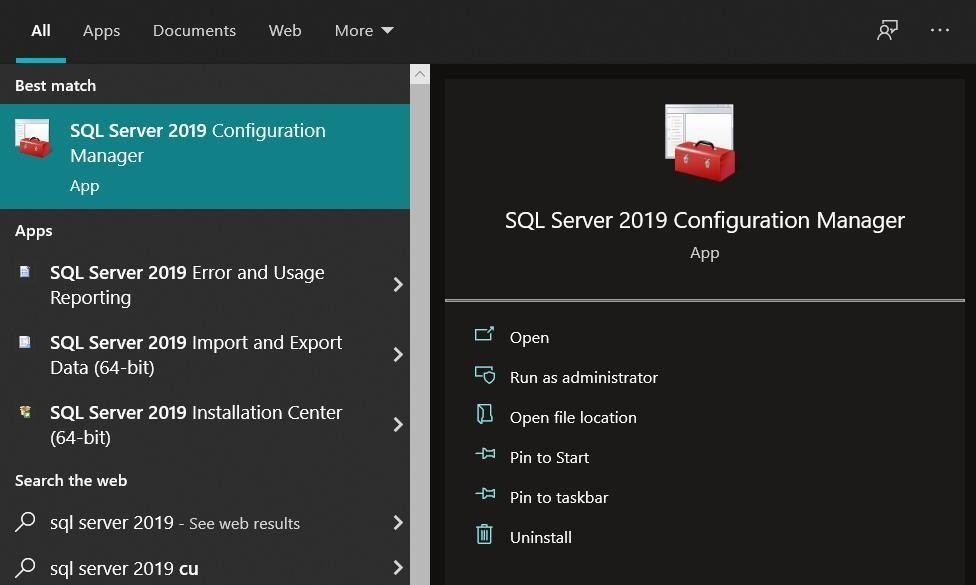 All Apps Documents Web More
Best match
SQL Server 2019 Configuration
Manager
App
Apps
SQL Server 2019 Error and Usage
Reporting
SQL Server 2019 Import and Export
Data (64-bit)
SQL Server 2019 Installation Center
(64-bit)
Search the web
sql server 2019 - See web results
sql server 2019 cu
SQL Server 2019 Configuration Manager
App
Open
Run as administrator
Open file location
Pin to Start
Pin to taskbar
Uninstall